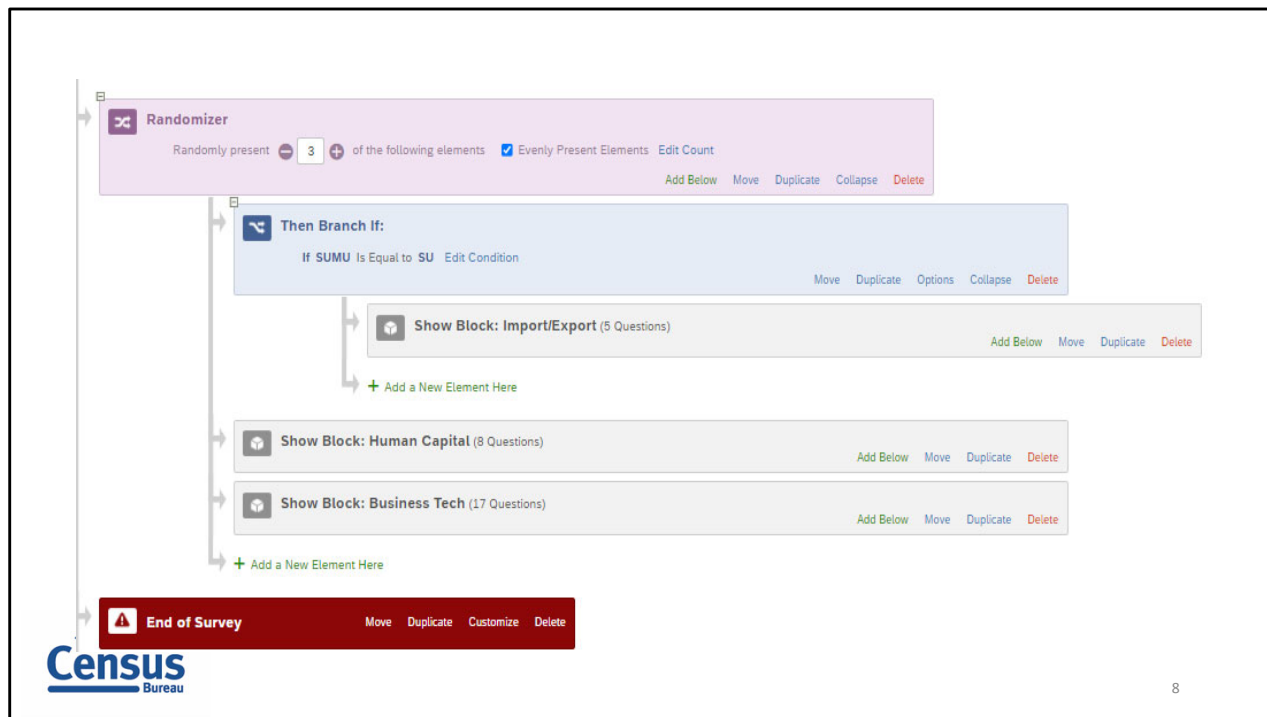 Randomizer
Randomly present 3 of the following elements Evenly Present Elements Edit Count
Add Below Move Duplicate Collapse Delete
Then Branch If:
If SUMU Is Equal to SU Edit Condition
Move Duplicate Options Collapse Delete
Show Block: Import/Export (5 Questions)
Add Below Move Duplicate Delete
+ Add a New Element Here
Show Block: Human Capital (8 Questions)
Add Below Move Duplicate Delete
Show Block: Business Tech (17 Questions)
Add Below Move Duplicate Delete
+ Add a New Element Here
End of Survey Move Duplicate Customize Delete
Census
Bureau
8